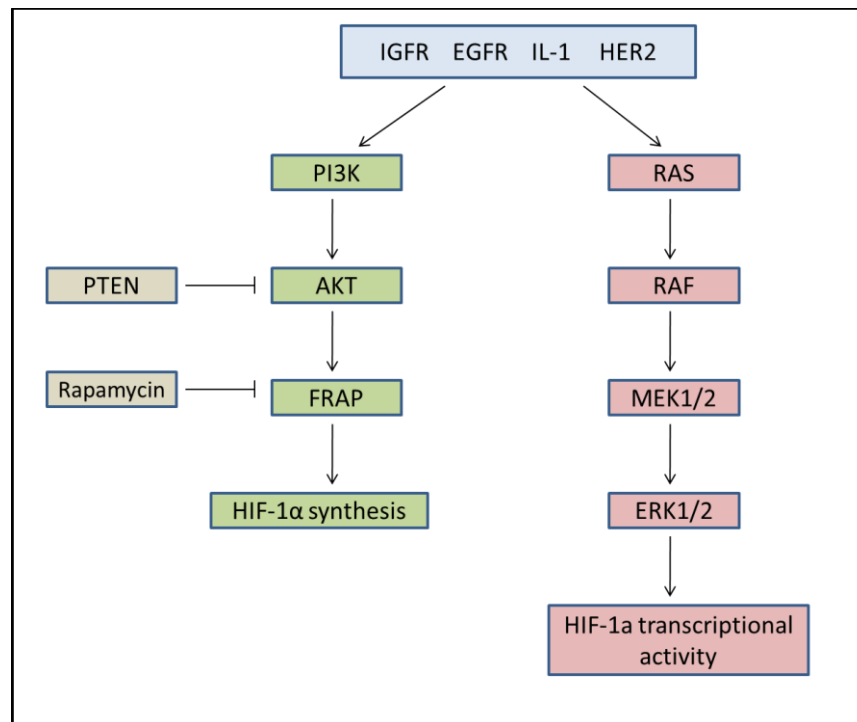 IGFR EGFR IL-1 HER2
PI3K
RAS
PTEN
AKT
RAF
Rapamycin
FRAP
MEK1/2
HIF-1α synthesis
ERK1/2
HIF-1a transcriptional
activity